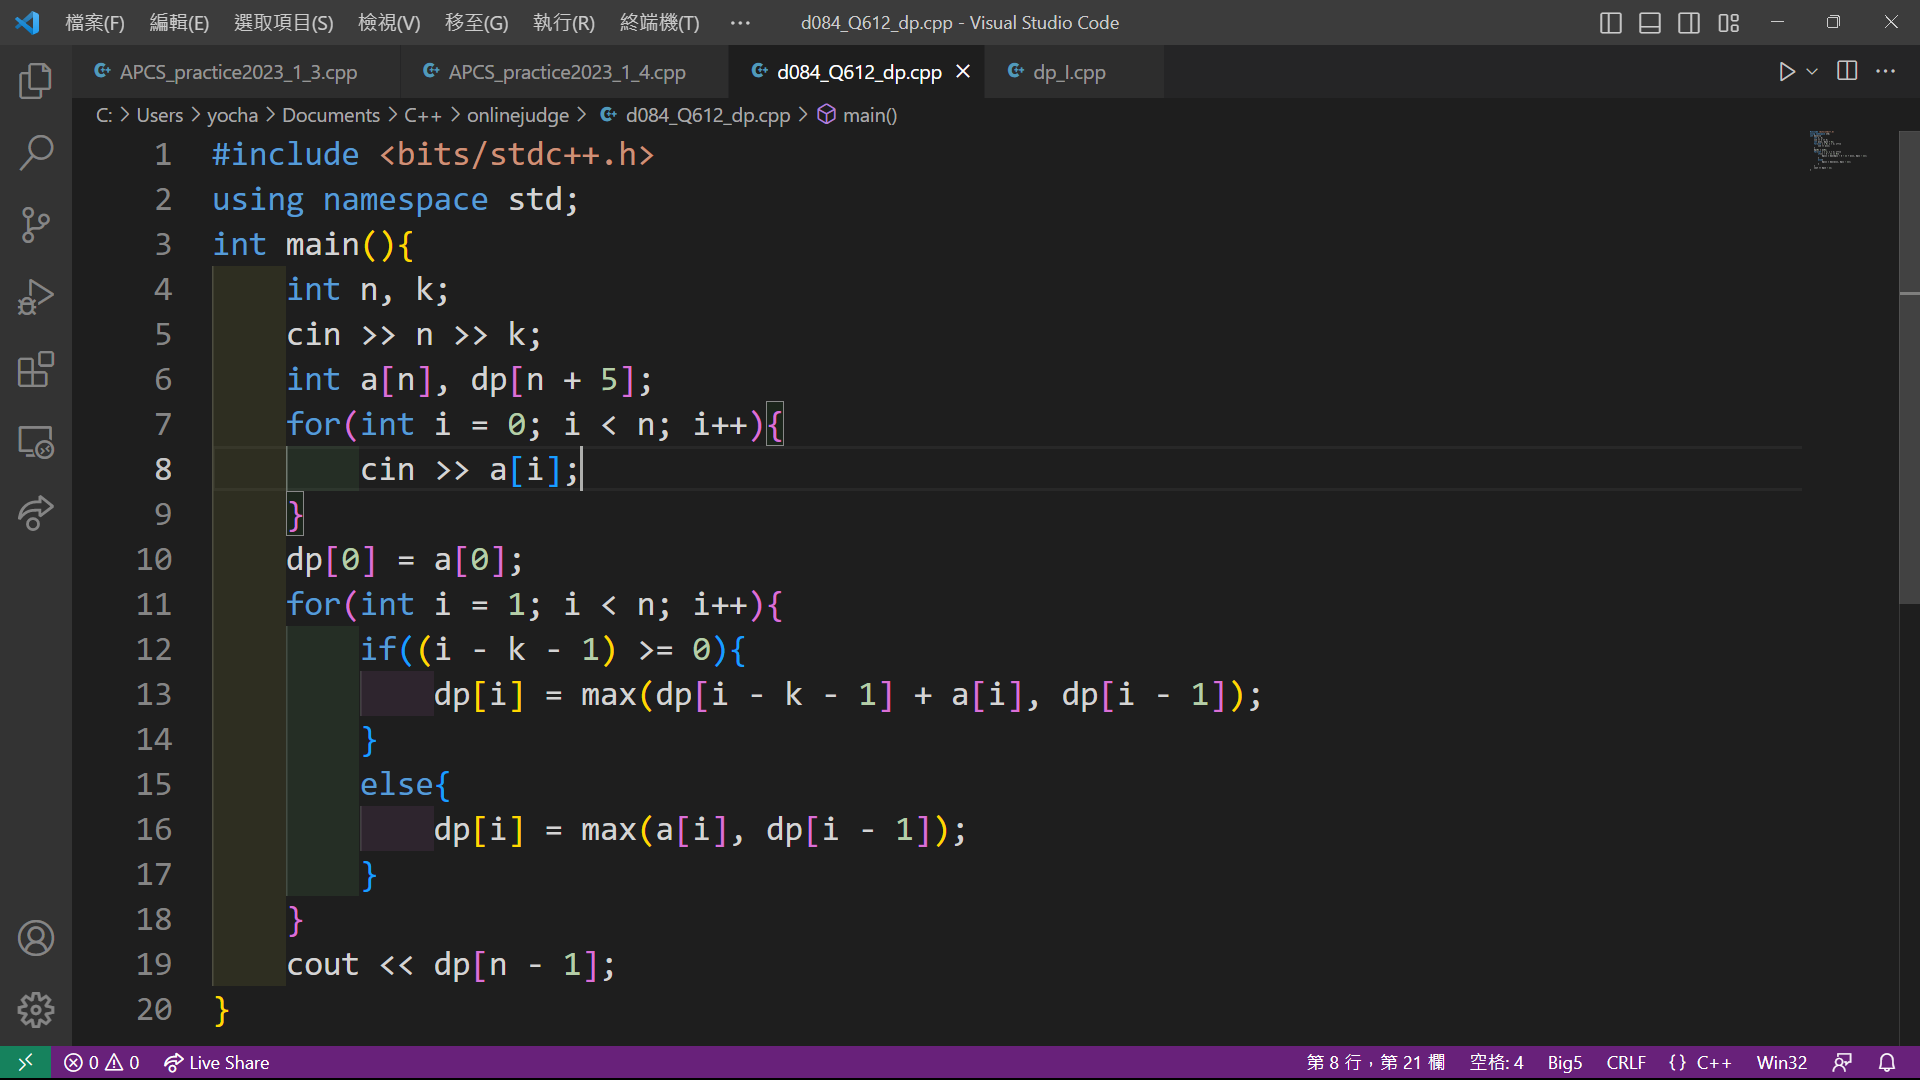 檔案(F) 編輯(E) 選取項目(S) 檢視(V) 移至(G) 執行(R) 終端機(T) ··· d084_Q612_dp.cpp - Visual Studio Code
APCS_practice2023_1_3.cpp APCS_practice2023_1_4.cpp d084_Q612_dp.cpp dp_I.cpp
C: > Users > yocha > Documents > C++ > onlinejudge > d084_Q612_dp.cpp > main()
1 #include <bits/stdc++.h>
2 using namespace std;
3 int main(){
4     int n, k;
5     cin >> n >> k;
6     int a[n], dp[n + 5];
7     for(int i = 0; i < n; i++){
8         cin >> a[i];
9     }
10     dp[0] = a[0];
11     for(int i = 1; i < n; i++){
12         if((i - k - 1) >= 0){
13             dp[i] = max(dp[i - k - 1] + a[i], dp[i - 1]);
14         }
15         else{
16             dp[i] = max(a[i], dp[i - 1]);
17         }
18     }
19     cout << dp[n - 1];
20 }
0 0 Live Share 第 8 行，第 21 欄 空格: 4 Big5 CRLF {} C++ Win32